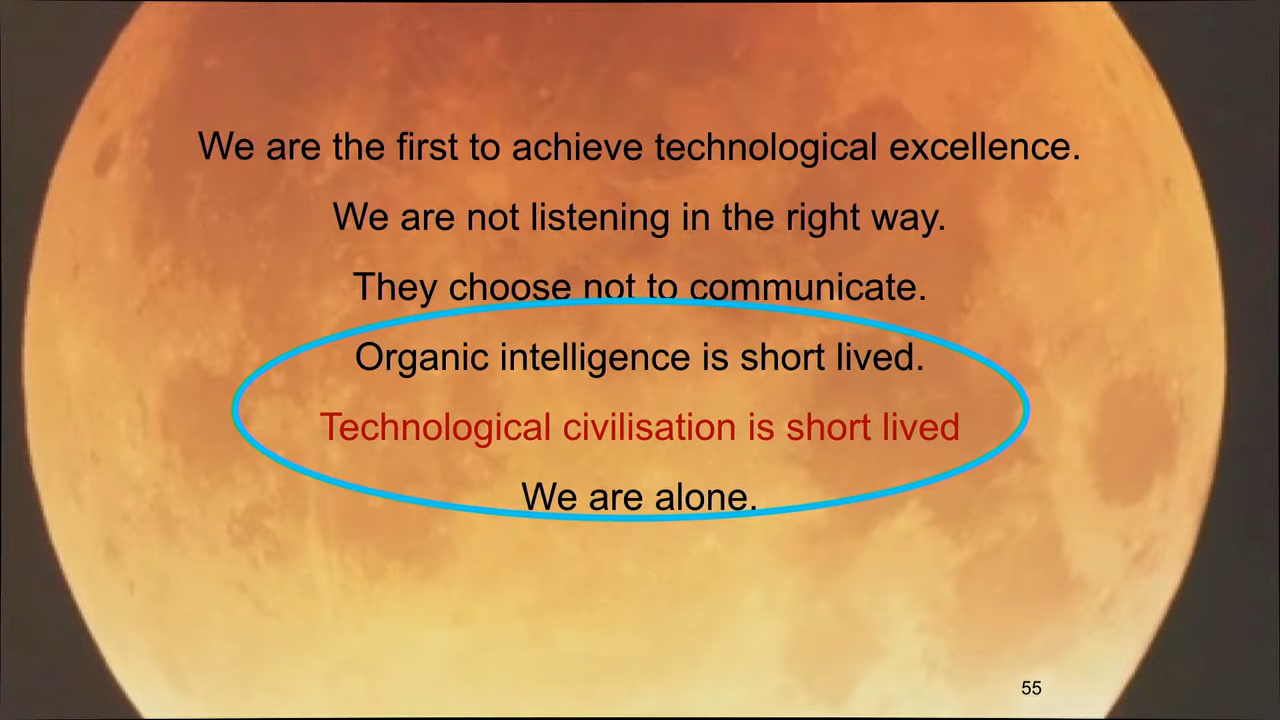 We are the first to achieve technological excellence.
We are not listening in the right way.
They choose not to communicate.
Organic intelligence is short lived.
Technological civilisation is short lived
We are alone.
55